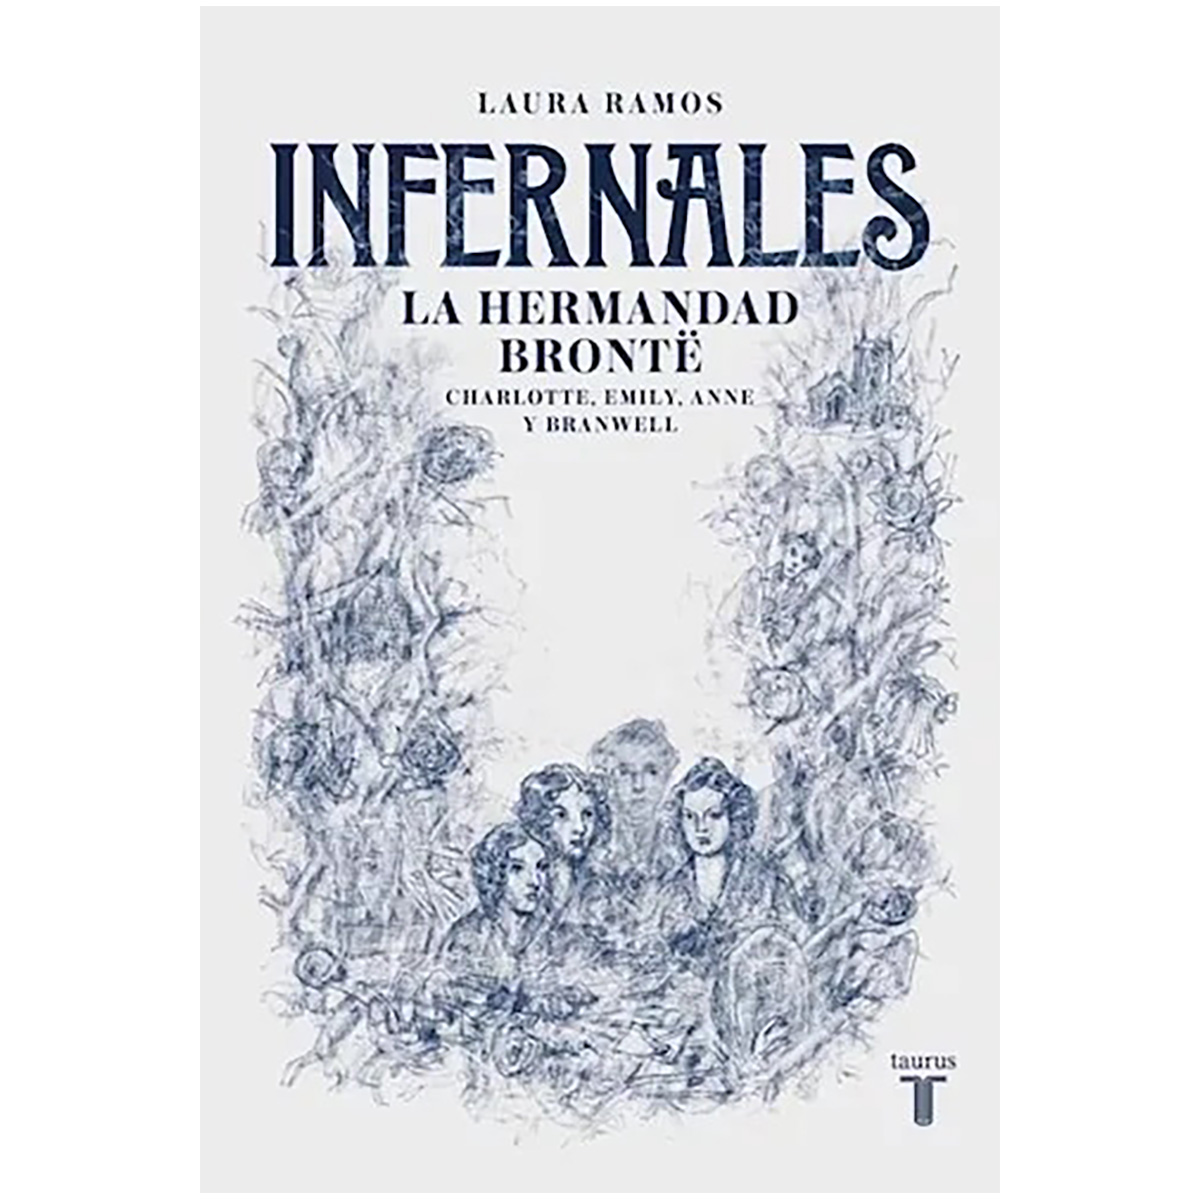 LAURA RAMOS
INFERNALES
LA HERMANDAD
BRONTË
CHARLOTTE, EMILY, ANNE
Y BRANWELL
taurus